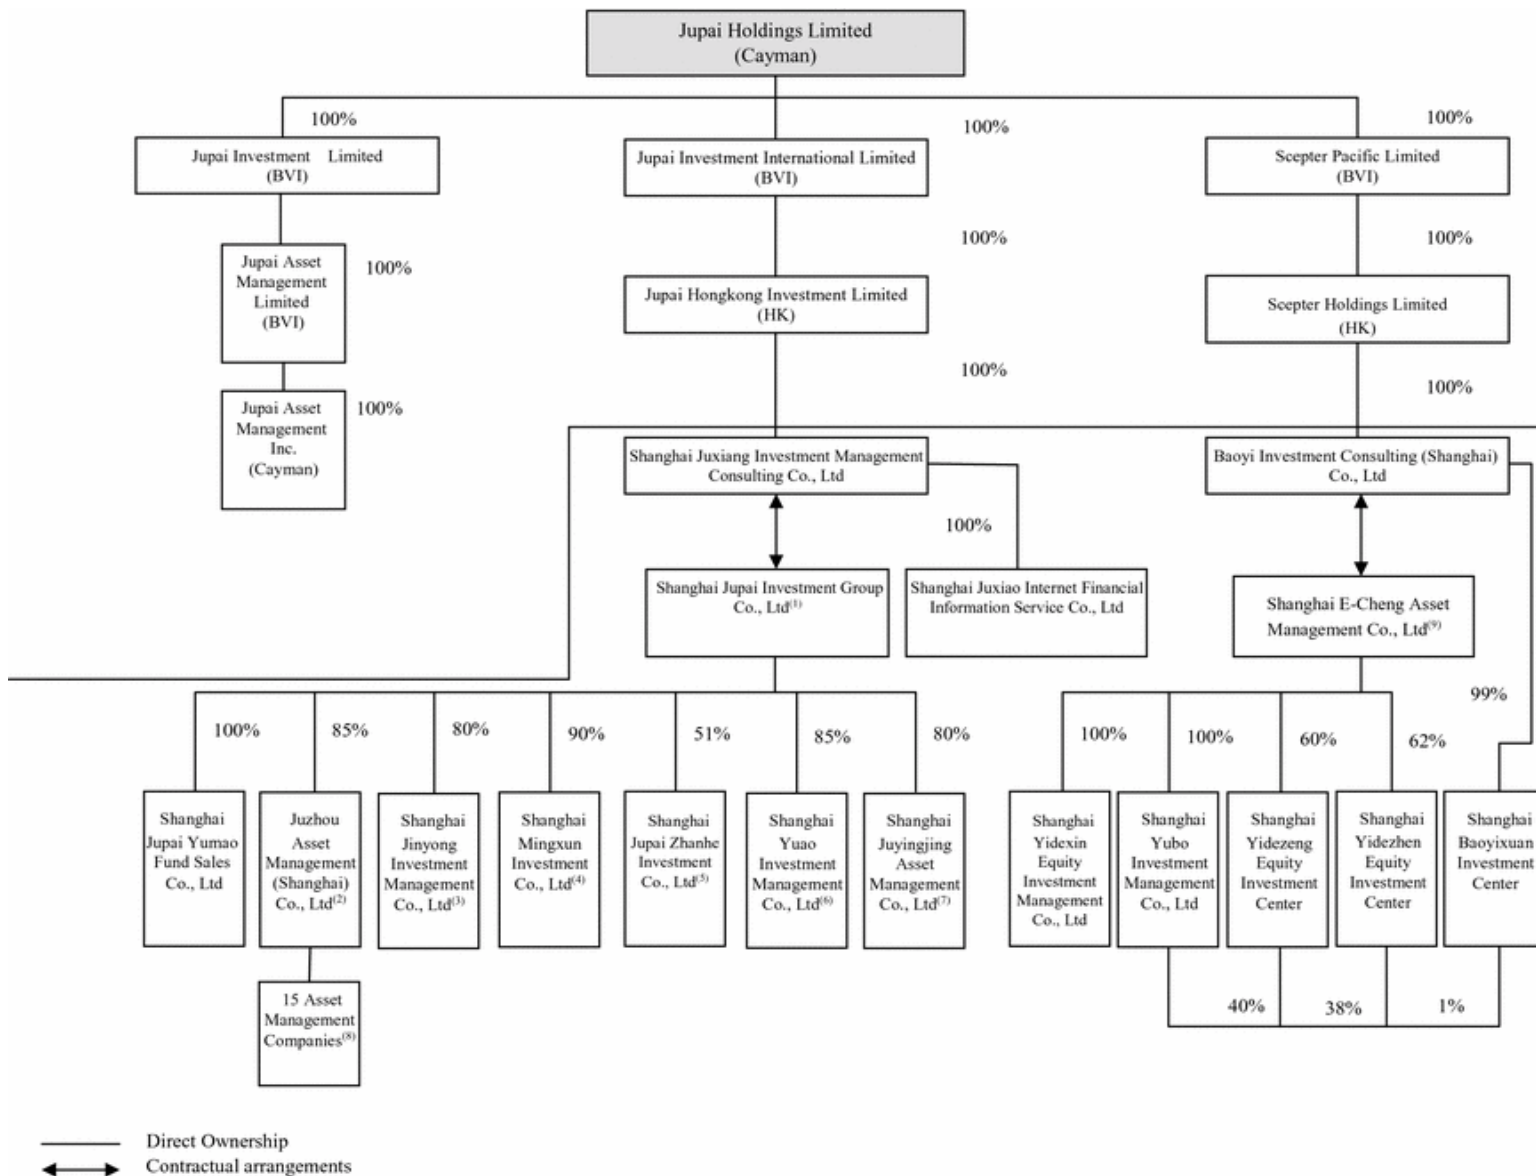 Jupai Holdings Limited
(Cayman)
100%
100%
100%
Jupai Investment Limited
(BVI)
Jupai Investment International Limited
(BVI)
Scepter Pacific Limited
(BVI)
100%
100%
100%
Jupai Asset
Management
Limited
(BVI)
Jupai Hongkong Investment Limited
(HK)
Scepter Holdings Limited
(HK)
100%
100%
100%
Jupai Asset
Management
Inc.
(Cayman)
Shanghai Juxiang Investment Management
Consulting Co., Ltd
Baoyi Investment Consulting (Shanghai)
Co., Ltd
100%
Shanghai Jupai Investment Group
Co., Ltd(1)
Shanghai Juxiao Internet Financial
Information Service Co., Ltd
Shanghai E-Cheng Asset
Management Co., Ltd(9)
100%
85%
80%
90%
51%
85%
80%
100%
100%
60%
62%
99%
Shanghai
Jupai Yumao
Fund Sales
Co., Ltd
Juzhou
Asset
Management
(Shanghai)
Co., Ltd(2)
Shanghai
Jinyong
Investment
Management
Co., Ltd(3)
Shanghai
Mingxun
Investment
Co., Ltd(4)
Shanghai
Jupai Zhanhe
Investment
Co., Ltd(5)
Shanghai
Yuao
Investment
Management
Co., Ltd(6)
Shanghai
Juyingjing
Asset
Management
Co., Ltd(7)
Shanghai
Yidexin
Equity
Investment
Management
Co., Ltd
Shanghai
Yubo
Investment
Management
Co., Ltd
Shanghai
Yidezeng
Equity
Investment
Center
Shanghai
Yidezhen
Equity
Investment
Center
Shanghai
Baoyixuan
Investment
Center
15 Asset
Management
Companies(8)
40%
38%
1%
Direct Ownership
Contractual arrangements